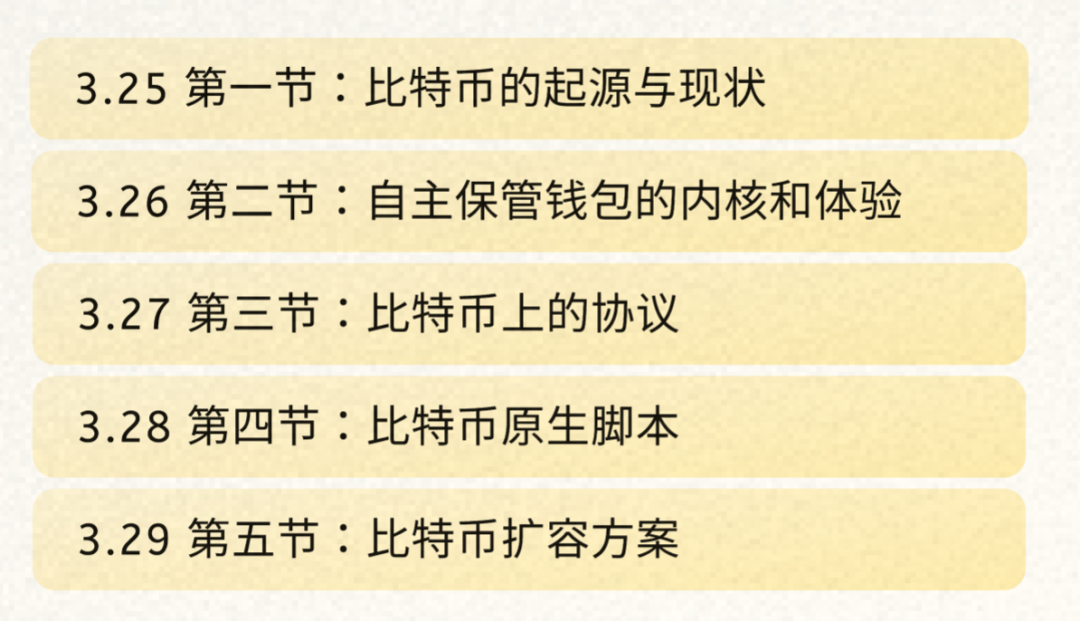 3.25 第一节：比特币的起源与现状
3.26 第二节：自主保管钱包的内核和体验
3.27 第三节：比特币上的协议
3.28 第四节：比特币原生脚本
3.29 第五节：比特币扩容方案